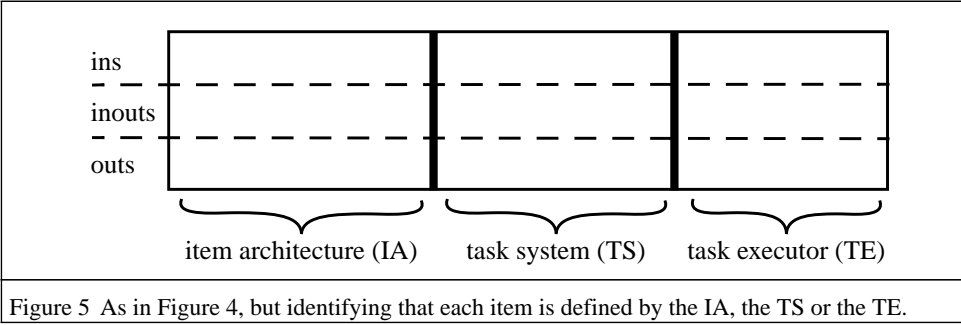 ins
inouts
outs
item architecture (IA) task system (TS) task executor (TE)
Figure 5 As in Figure 4, but identifying that each item is defined by the IA, the TS or the TE.